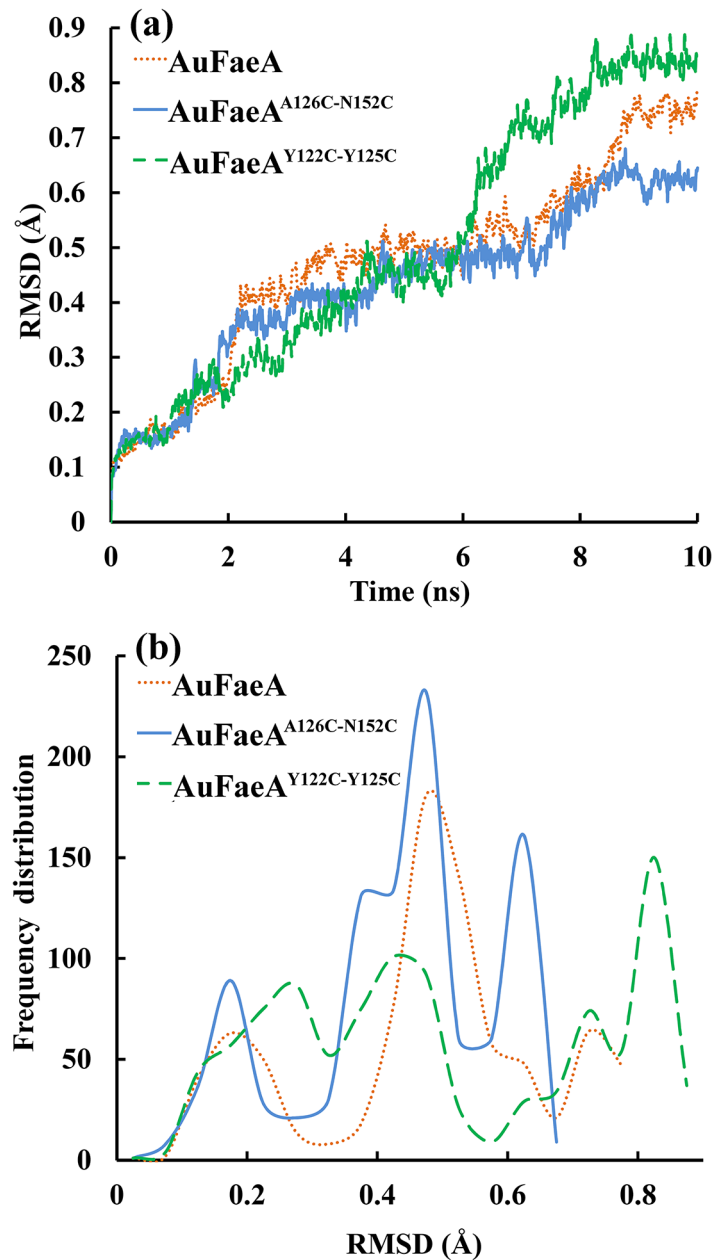 (a)
AuFaeA
AuFaeA^A126C-N152C
AuFaeA^Y122C-Y125C
0.9
0.8
0.7
0.6
0.5
0.4
0.3
0.2
0.1
0
RMSD (Å)
0 2 4 6 8 10
Time (ns)
(b)
AuFaeA
AuFaeA^A126C-N152C
AuFaeA^Y122C-Y125C
250
200
150
100
50
0
Frequency distribution
0 0.2 0.4 0.6 0.8
RMSD (Å)